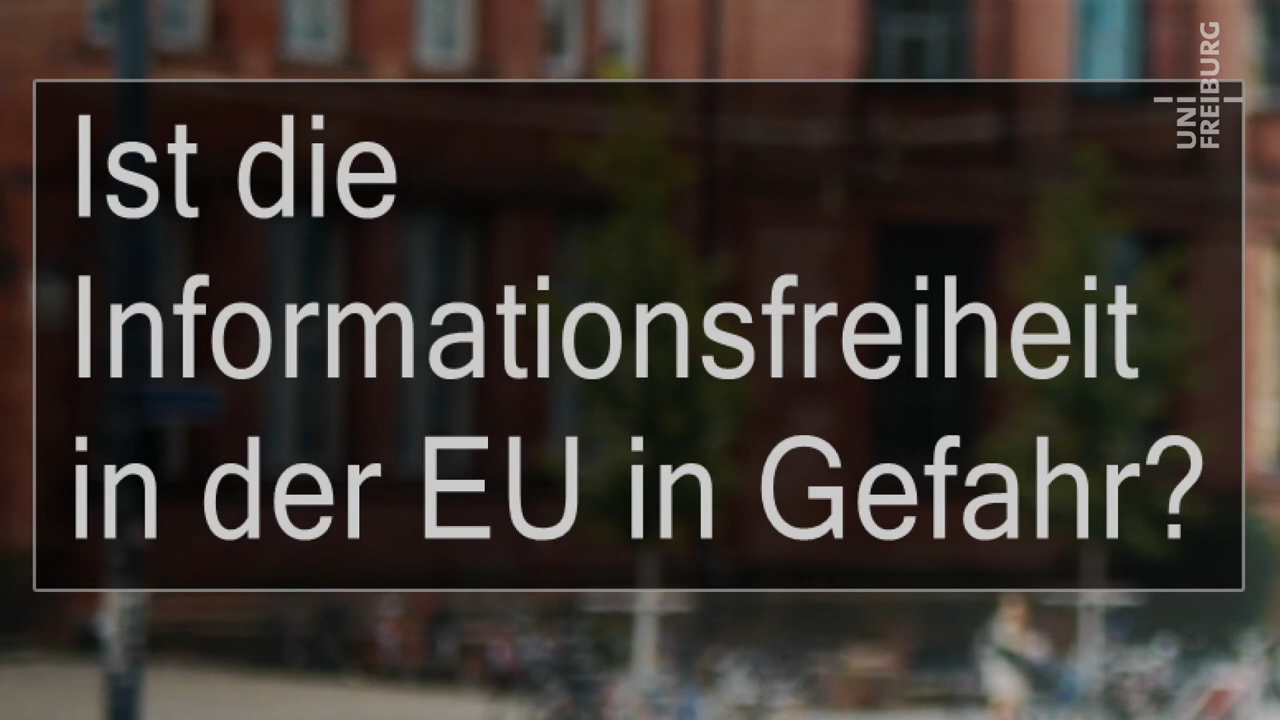 Ist die
Informationsfreiheit
in der EU in Gefahr?
UNI
FREIBURG